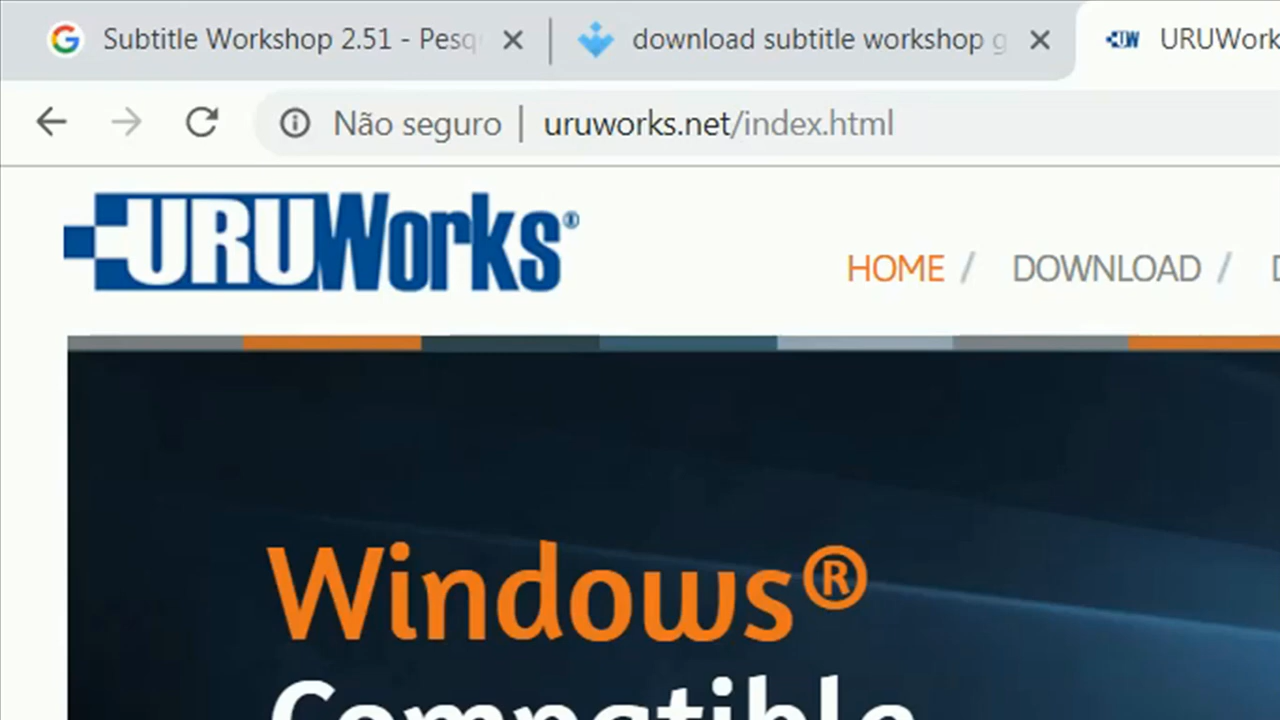 Subtitle Workshop 2.51 - Pesq
download subtitle workshop g
URUWork
Não seguro | uruworks.net/index.html
URUWorks®
HOME / DOWNLOAD /
Windows®
Compatible